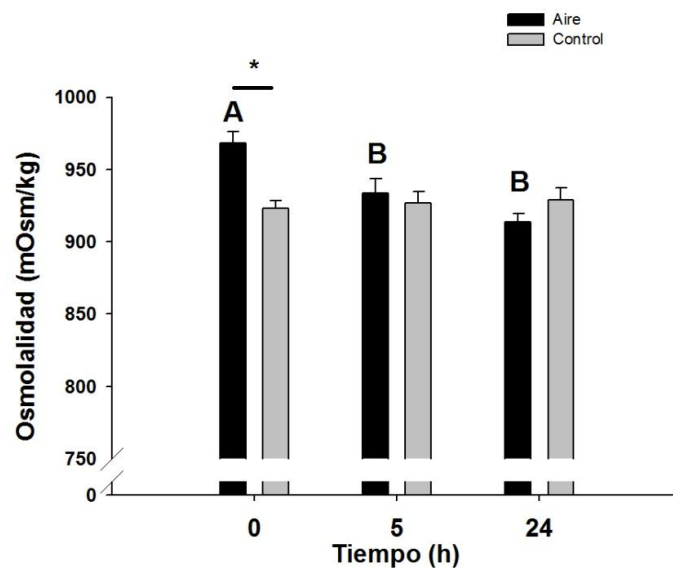 Aire
Control
*
A
B
B
Osmolalidad (mOsm/kg)
1000
950
900
850
800
750
0
0 5 24
Tiempo (h)